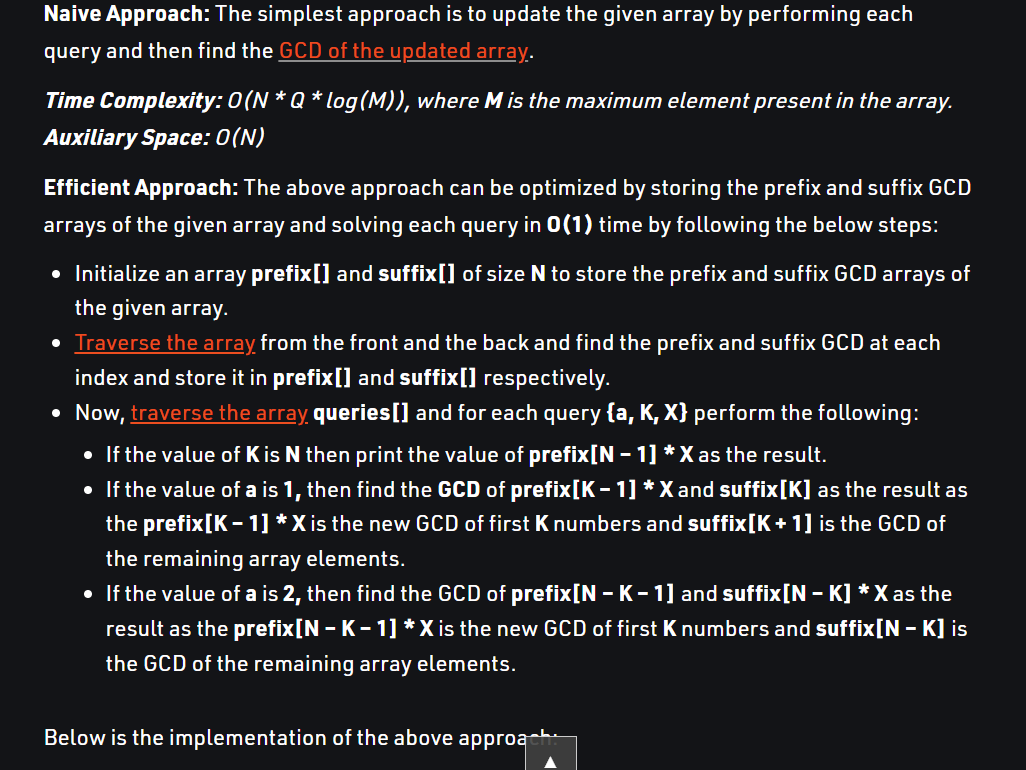 Naive Approach: The simplest approach is to update the given array by performing each
query and then find the GCD of the updated array.
Time Complexity: O(N * Q * log(M)), where M is the maximum element present in the array.
Auxiliary Space: O(N)
Efficient Approach: The above approach can be optimized by storing the prefix and suffix GCD
arrays of the given array and solving each query in O(1) time by following the below steps:
• Initialize an array prefix[] and suffix[] of size N to store the prefix and suffix GCD arrays of
the given array.
• Traverse the array from the front and the back and find the prefix and suffix GCD at each
index and store it in prefix[] and suffix[] respectively.
• Now, traverse the array queries[] and for each query {a, K, X} perform the following:
• If the value of K is N then print the value of prefix[N – 1] * X as the result.
• If the value of a is 1, then find the GCD of prefix[K – 1] * X and suffix[K] as the result as
the prefix[K – 1] * X is the new GCD of first K numbers and suffix[K + 1] is the GCD of
the remaining array elements.
• If the value of a is 2, then find the GCD of prefix[N – K – 1] and suffix[N – K] * X as the
result as the prefix[N – K – 1] * X is the new GCD of first K numbers and suffix[N – K] is
the GCD of the remaining array elements.
Below is the implementation of the above approach: